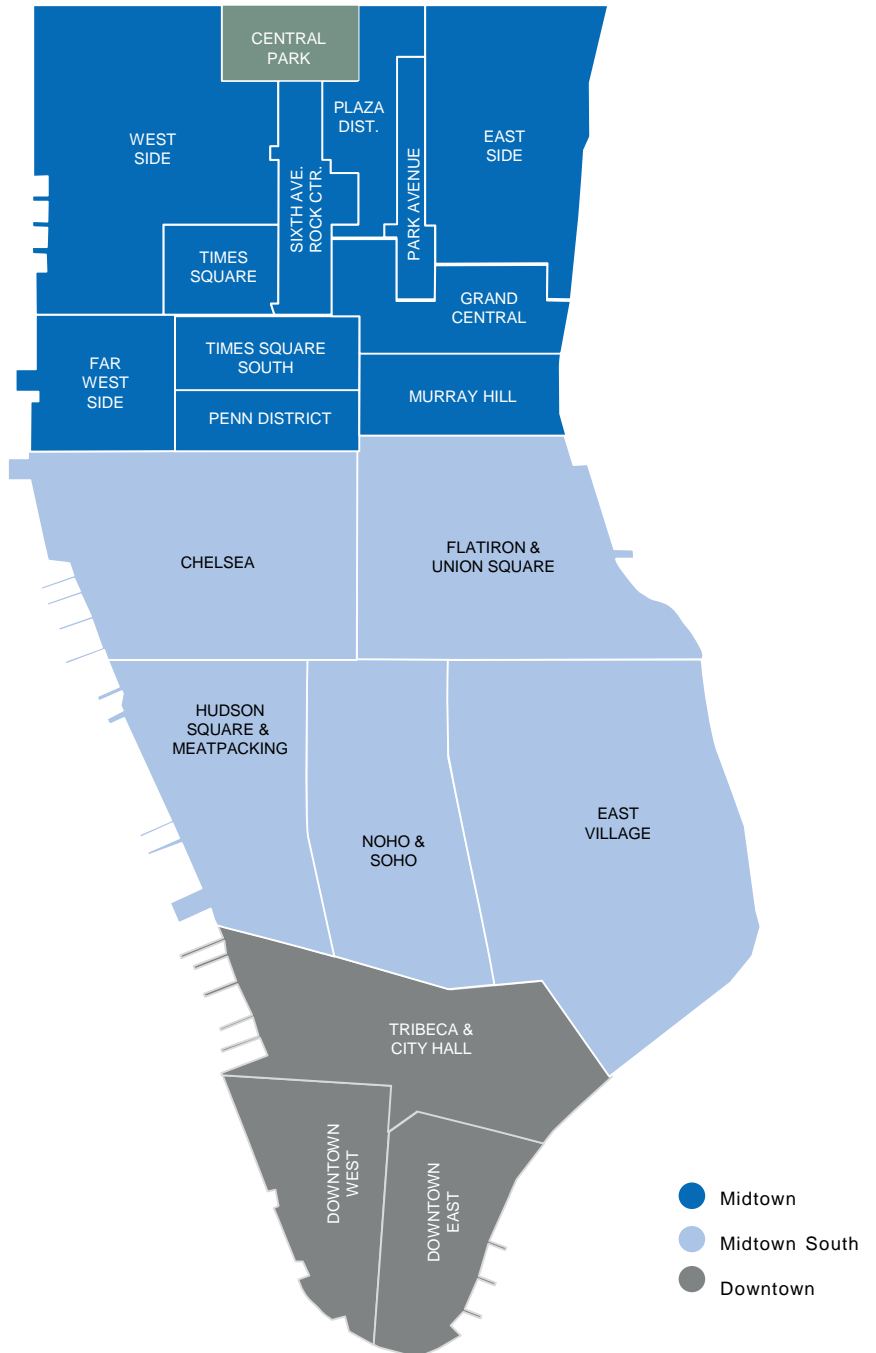 CENTRAL
PARK
PLAZA
DIST.
WEST
SIDE
EAST
SIDE
SIXTH AVE.
ROCK CTR.
PARK AVENUE
TIMES
SQUARE
GRAND
CENTRAL
FAR
WEST
SIDE
TIMES SQUARE
SOUTH
MURRAY HILL
PENN DISTRICT
CHELSEA
FLATIRON &
UNION SQUARE
HUDSON
SQUARE &
MEATPACKING
NOHO &
SOHO
EAST
VILLAGE
TRIBECA &
CITY HALL
DOWNTOWN
WEST
DOWNTOWN
EAST
Midtown
Midtown South
Downtown